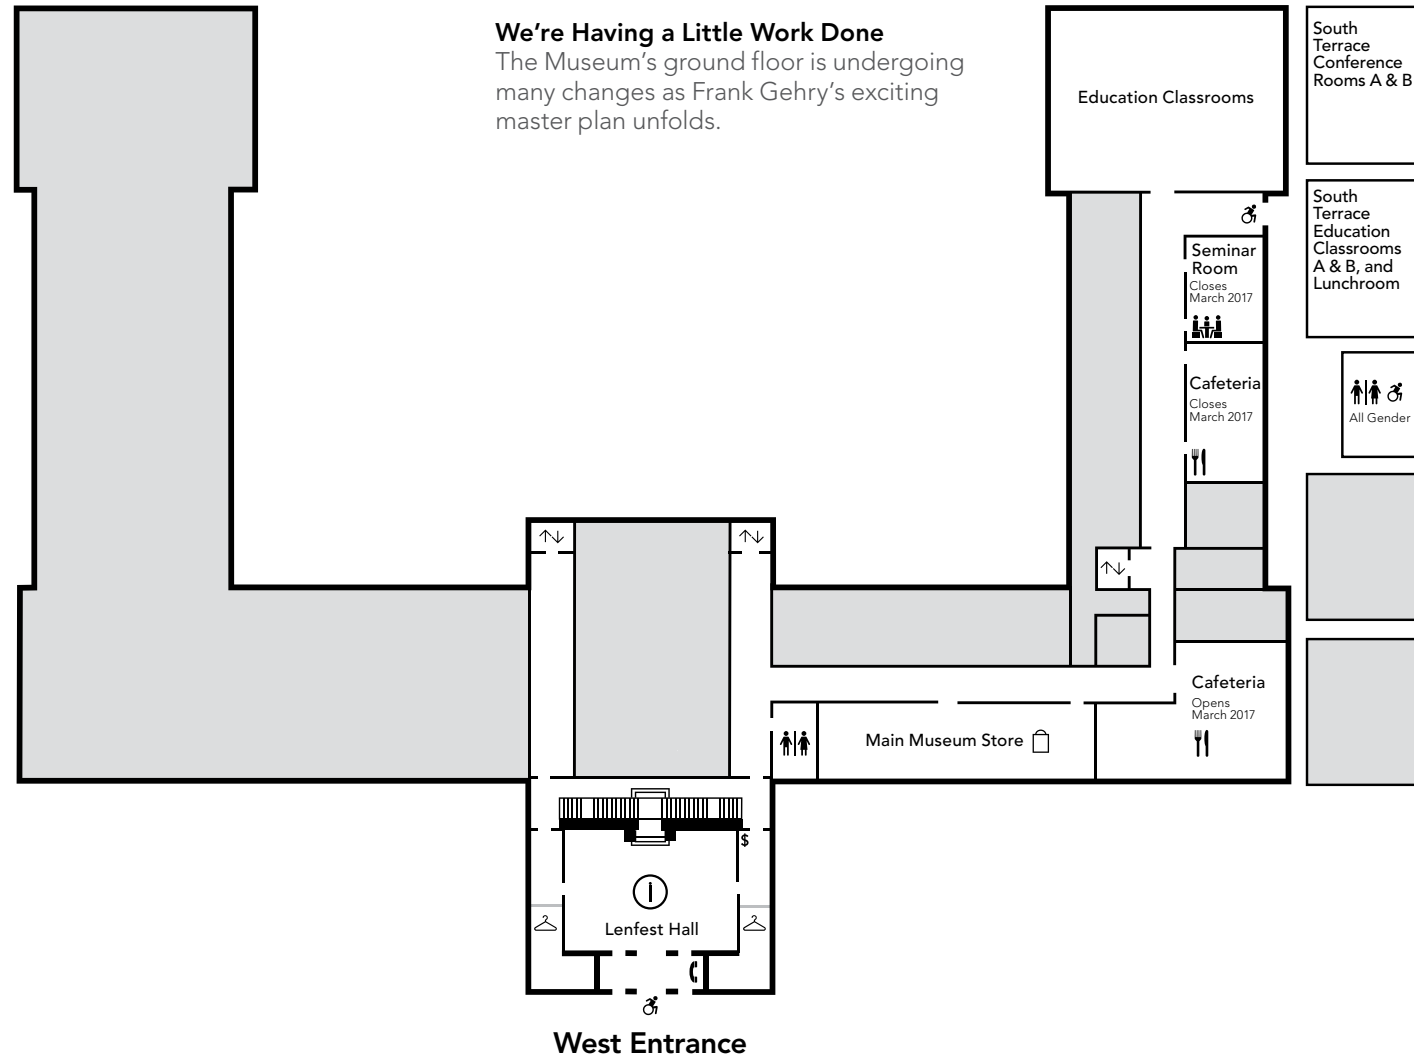 We’re Having a Little Work Done
The Museum’s ground floor is undergoing
many changes as Frank Gehry’s exciting
master plan unfolds.
Education Classrooms
South
Terrace
Conference
Rooms A & B
South
Terrace
Education
Classrooms
A & B, and
Lunchroom
Seminar
Room
Closes
March 2017
Cafeteria
Closes
March 2017
All Gender
Cafeteria
Opens
March 2017
Main Museum Store
$
Lenfest Hall
West Entrance